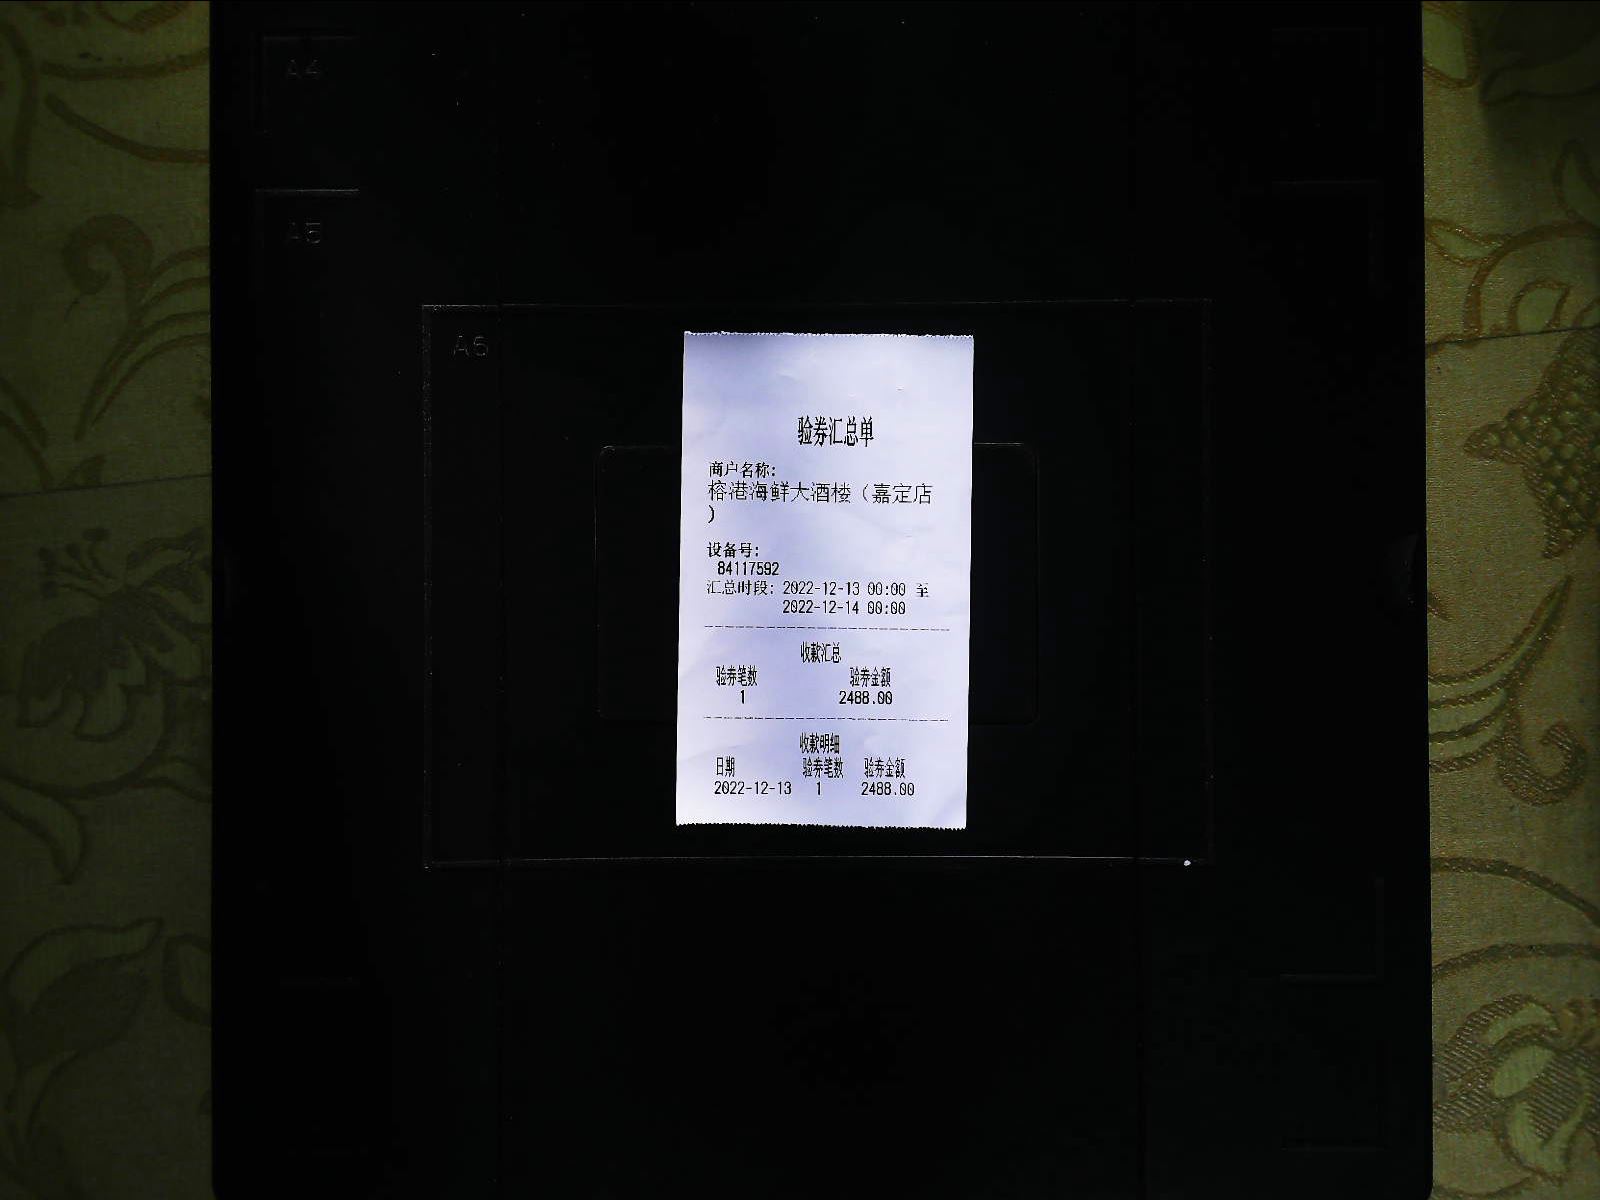 A4
A5
A6
验券汇总单
商户名称:
榕港海鲜大酒楼（嘉定店
）
设备号:
84117592
汇总时段: 2022-12-13 00:00 至
2022-12-14 00:00
收款汇总
验券笔数 验券金额
1 2488.00
收款明细
日期 验券笔数 验券金额
2022-12-13 1 2488.00